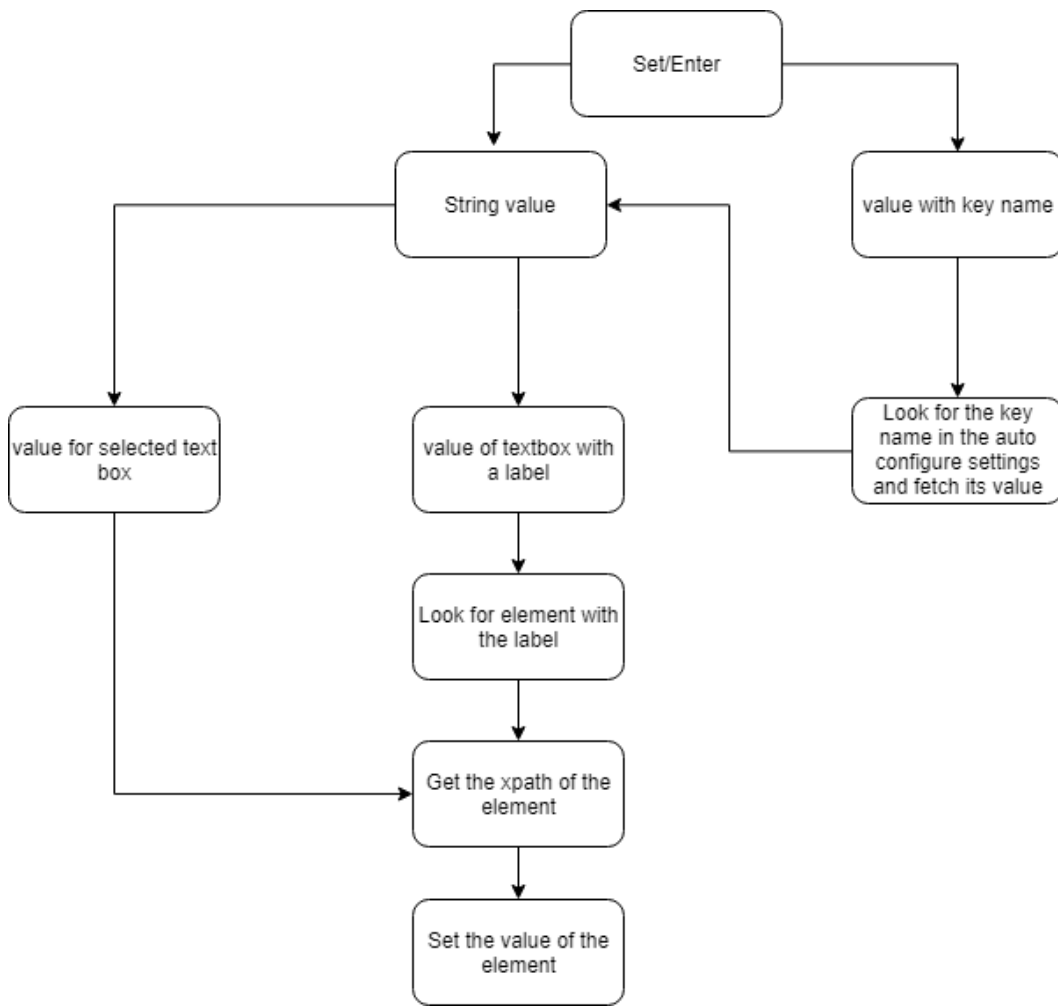 Set/Enter
String value
value with key name
value for selected text
box
value of textbox with
a label
Look for the key
name in the auto
configure settings
and fetch its value
Look for element with
the label
Get the xpath of the
element
Set the value of the
element